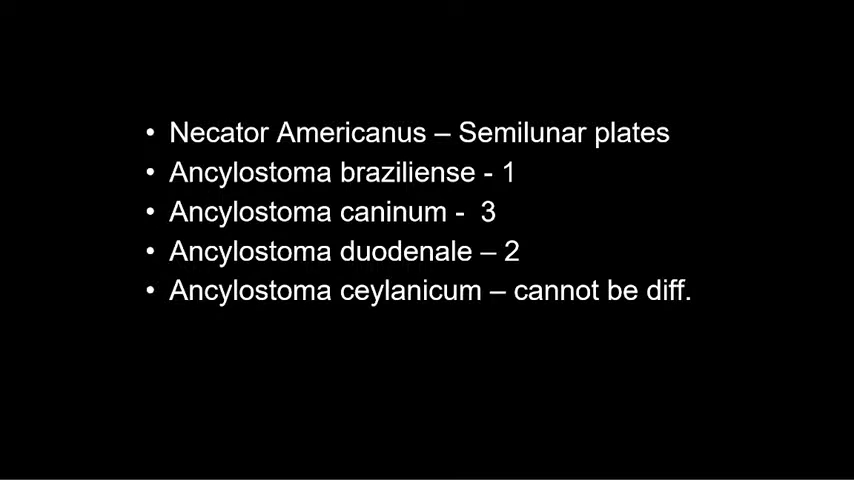 • Necator Americanus – Semilunar plates
• Ancylostoma braziliense - 1
• Ancylostoma caninum -  3
• Ancylostoma duodenale – 2
• Ancylostoma ceylanicum – cannot be diff.